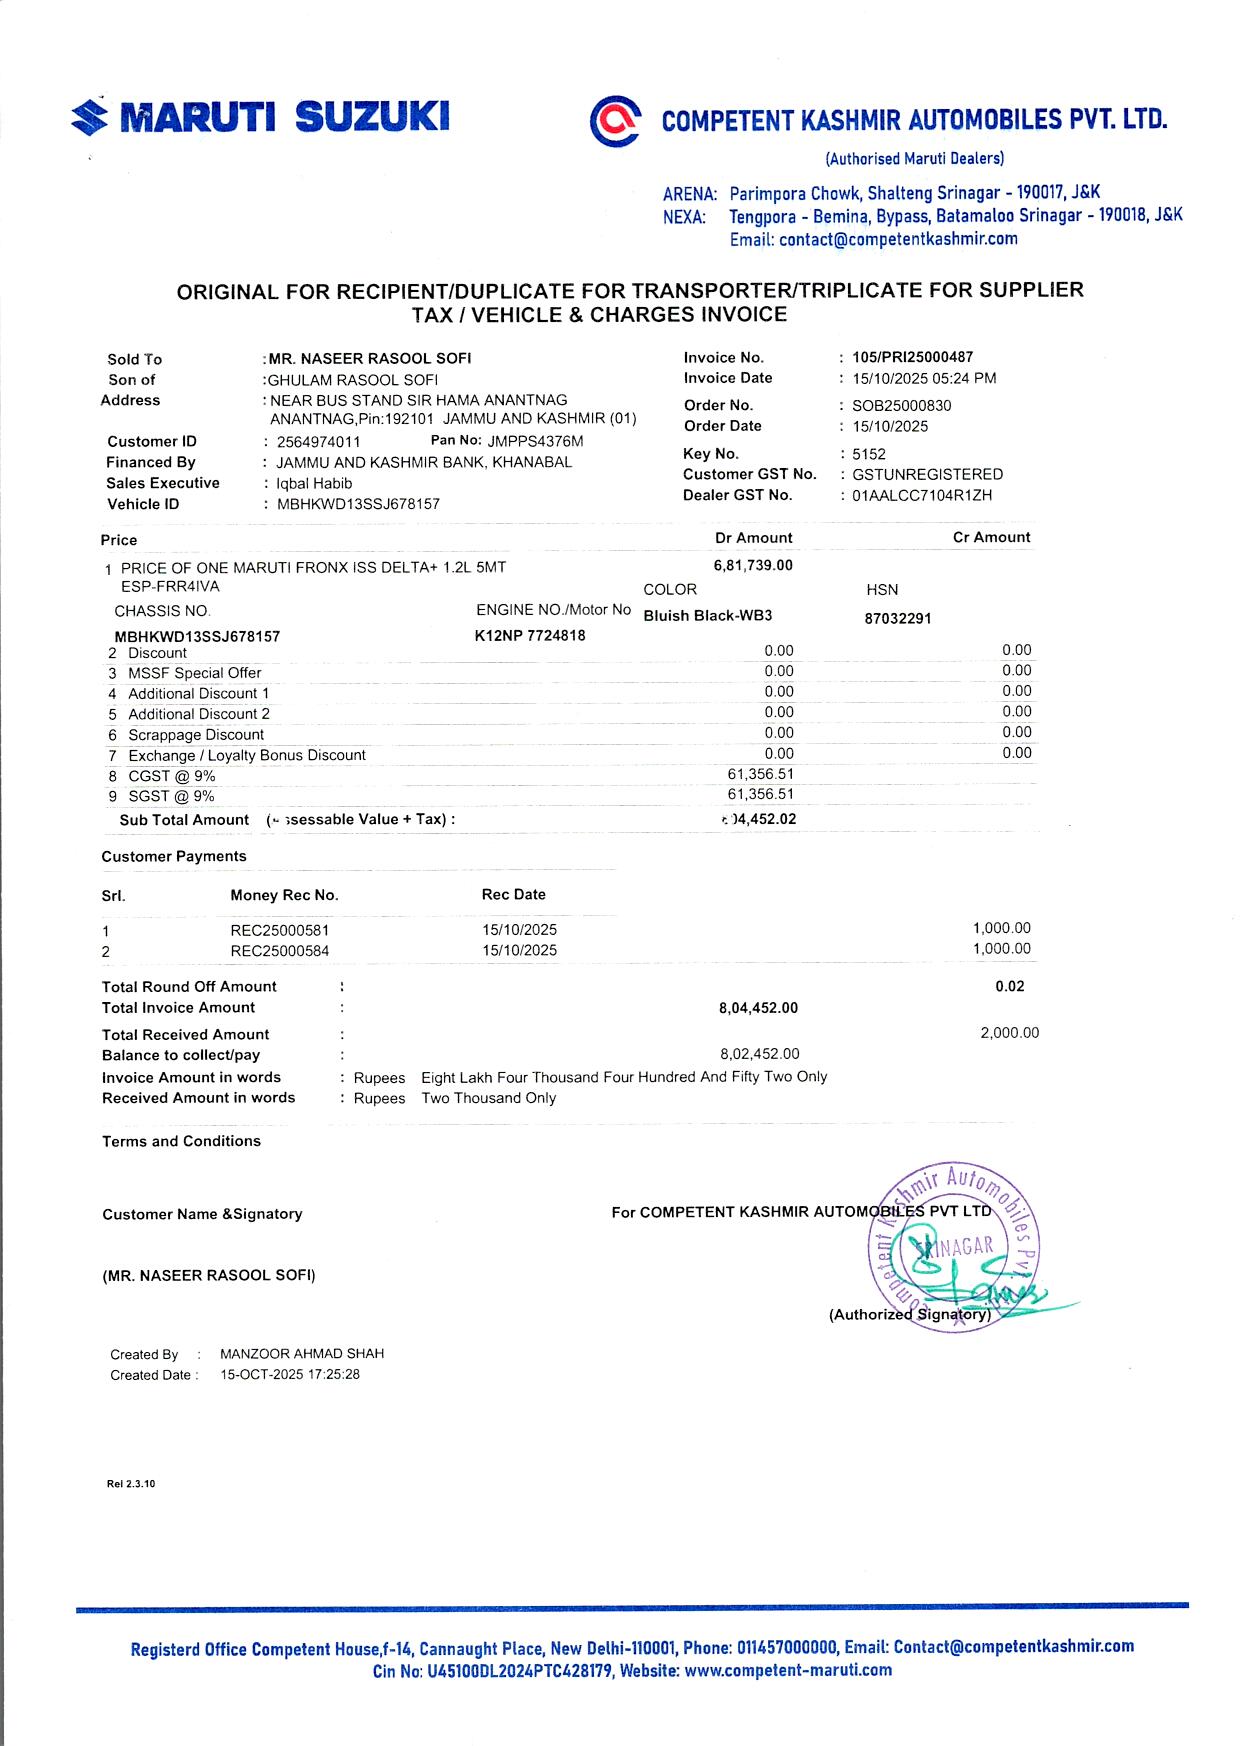 MARUTI SUZUKI
COMPETENT KASHMIR AUTOMOBILES PVT. LTD.
(Authorised Maruti Dealers)
ARENA: Parimpora Chowk, Shalteng Srinagar - 190017, J&K
NEXA: Tengpora - Bemina, Bypass, Batamaloo Srinagar - 190018, J&K
Email: contact@competentkashmir.com
ORIGINAL FOR RECIPIENT/DUPLICATE FOR TRANSPORTER/TRIPLICATE FOR SUPPLIER
TAX / VEHICLE & CHARGES INVOICE
Sold To :MR. NASEER RASOOL SOFI Invoice No. : 105/PRI25000487
Son of :GHULAM RASOOL SOFI Invoice Date : 15/10/2025 05:24 PM
Address : NEAR BUS STAND SIR HAMA ANANTNAG Order No. : SOB25000830
ANANTNAG,Pin:192101 JAMMU AND KASHMIR (01) Order Date : 15/10/2025
Customer ID : 2564974011 Pan No: JMPPS4376M Key No. : 5152
Financed By : JAMMU AND KASHMIR BANK, KHANABAL Customer GST No. : GSTUNREGISTERED
Sales Executive : Iqbal Habib Dealer GST No. : 01AALCC7104R1ZH
Vehicle ID : MBHKWD13SSJ678157
Price Dr Amount Cr Amount
1 PRICE OF ONE MARUTI FRONX ISS DELTA+ 1.2L 5MT 6,81,739.00
ESP-FRR4IVA COLOR HSN
CHASSIS NO. ENGINE NO./Motor No Bluish Black-WB3 87032291
MBHKWD13SSJ678157 K12NP 7724818
2 Discount 0.00 0.00
3 MSSF Special Offer 0.00 0.00
4 Additional Discount 1 0.00 0.00
5 Additional Discount 2 0.00 0.00
6 Scrappage Discount 0.00 0.00
7 Exchange / Loyalty Bonus Discount 0.00 0.00
8 CGST @ 9% 61,356.51
9 SGST @ 9% 61,356.51
Sub Total Amount Value + Tax) :
Customer Payments
Srl. Money Rec No. Rec Date
1 REC25000581 15/10/2025 1,000.00
2 REC25000584 15/10/2025 1,000.00
Total Round Off Amount : 0.02
Total Invoice Amount : 8,04,452.00
Total Received Amount : 2,000.00
Balance to collect/pay : 8,02,452.00
Invoice Amount in words : Rupees Eight Lakh Four Thousand Four Hundred And Fifty Two Only
Received Amount in words : Rupees Two Thousand Only
Terms and Conditions
Customer Name &Signatory For COMPETENT KASHMIR AUTOMOBILES PVT LTD
Competent Kashmir Automobiles Pvt.
SRINAGAR
(MR. NASEER RASOOL SOFI)
(Authorized Signatory)
Created By : MANZOOR AHMAD SHAH
Created Date : 15-OCT-2025 17:25:28
Rel 2.3.10
Registerd Office Competent House,f-14, Cannaught Place, New Delhi-110001, Phone: 011457000000, Email: Contact@competentkashmir.com
Cin No: U45100DL2024PTC428179, Website: www.competent-maruti.com